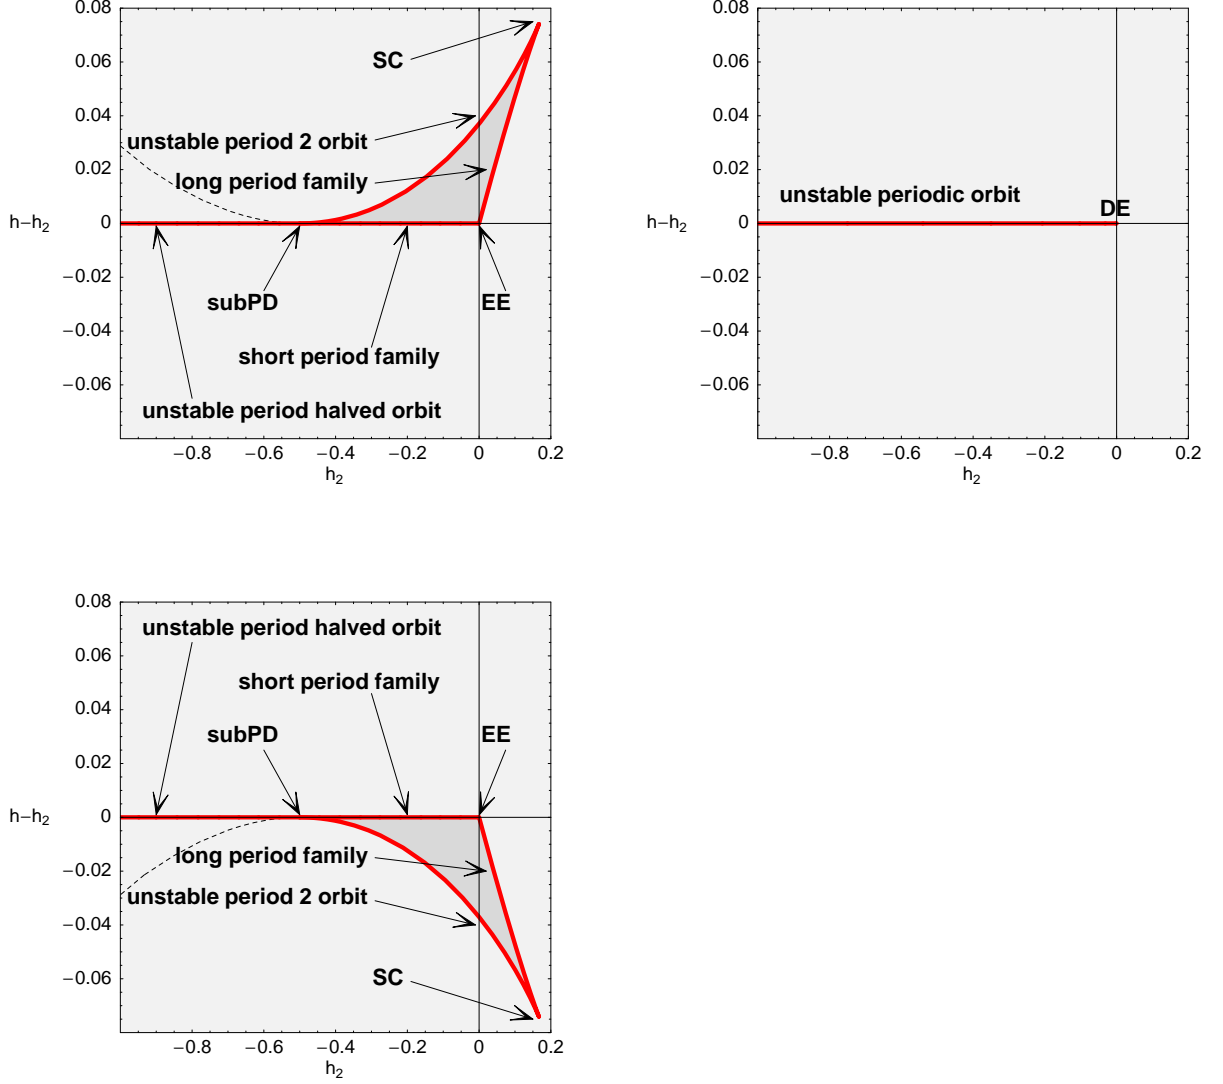 0.08
SC
0.06
0.04
unstable period 2 orbit
0.02
long period family
h−h2
0
−0.02
subPD EE
−0.04
short period family
−0.06
unstable period halved orbit
−0.8 −0.6 −0.4 −0.2 0 0.2
h2
0.08
0.06
0.04
0.02
unstable periodic orbit
DE
h−h2
0
−0.02
−0.04
−0.06
−0.8 −0.6 −0.4 −0.2 0 0.2
h2
0.08
unstable period halved orbit
0.06
short period family
0.04
subPD EE
0.02
h−h2
0
long period family
−0.02
unstable period 2 orbit
−0.04
SC
−0.06
−0.8 −0.6 −0.4 −0.2 0 0.2
h2